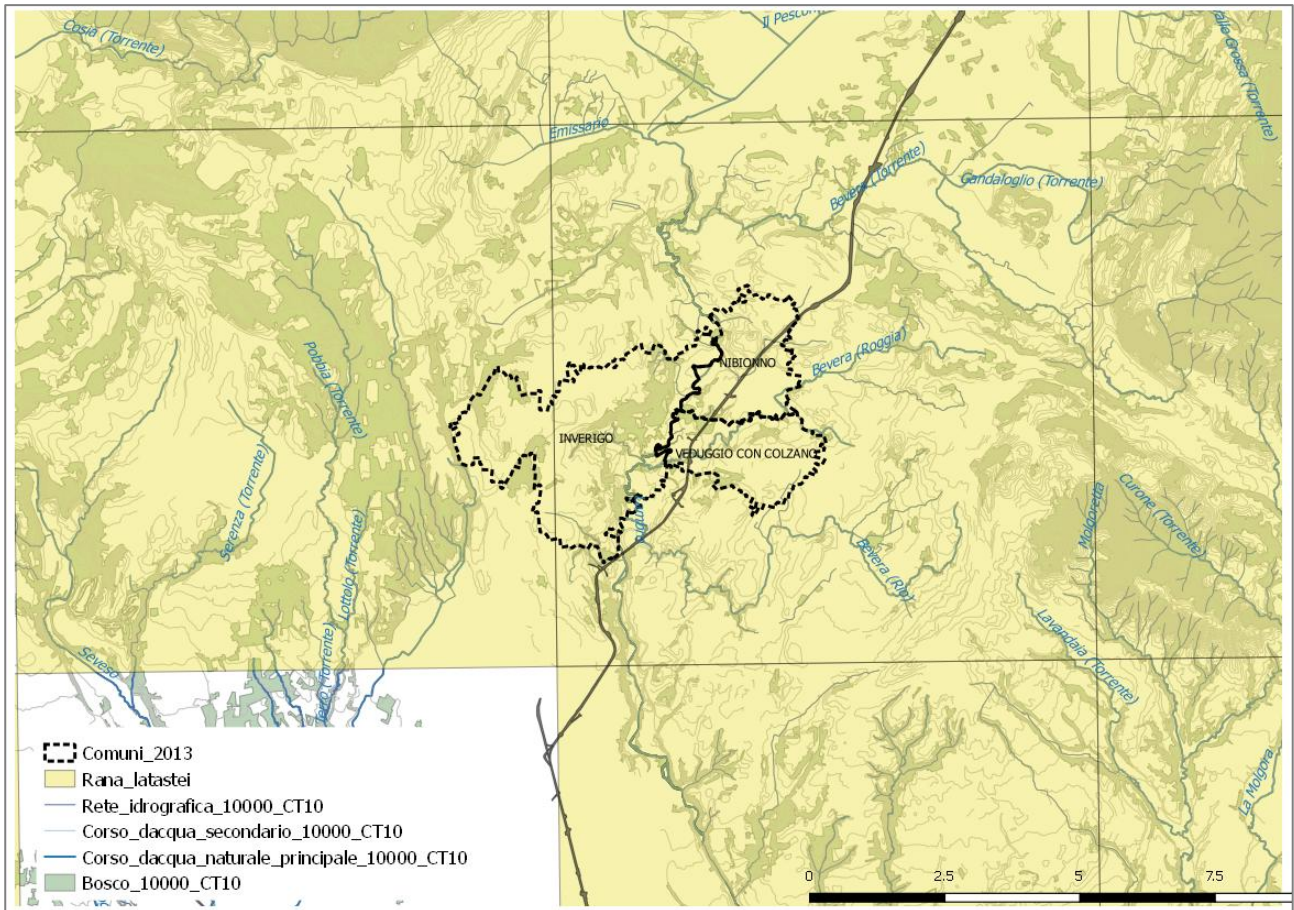 Cosia (Torrente)
Emissario
Bevera (Torrente)
Gandaloglio (Torrente)
Pobbia (Torrente)
NIBIONNO
Bevera (Roggia)
INVERIGO
VEDUGGIO CON COLZANO
Serenza (Torrente)
Lottolo (Torrente)
Molgoretta
Curone (Torrente)
Bevera (Rio)
Lavandaia (Torrente)
Seveso
La Molgora
Comuni_2013
Rana_latastei
Rete_idrografica_10000_CT10
Corso_dacqua_secondario_10000_CT10
Corso_dacqua_naturale_principale_10000_CT10
Bosco_10000_CT10
0 2.5 5 7.5